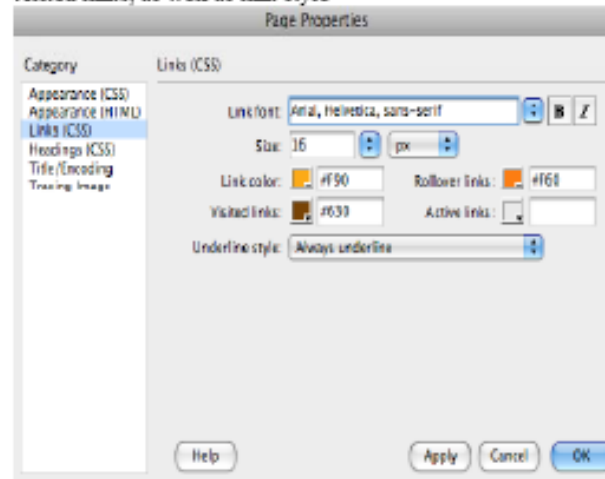 Page Properties
Category
Links (CSS)
Appearance (CSS)
Appearance (HTML)
Links (CSS)
Headings (CSS)
Title/Encoding
Tracing Image
Link font: Arial, Helvetica, sans-serif B I
Size: 16 px
Link color: #F90 Rollover links: #F60
Visited links: #630 Active links:
Underline style: Always underline
Help Apply Cancel OK